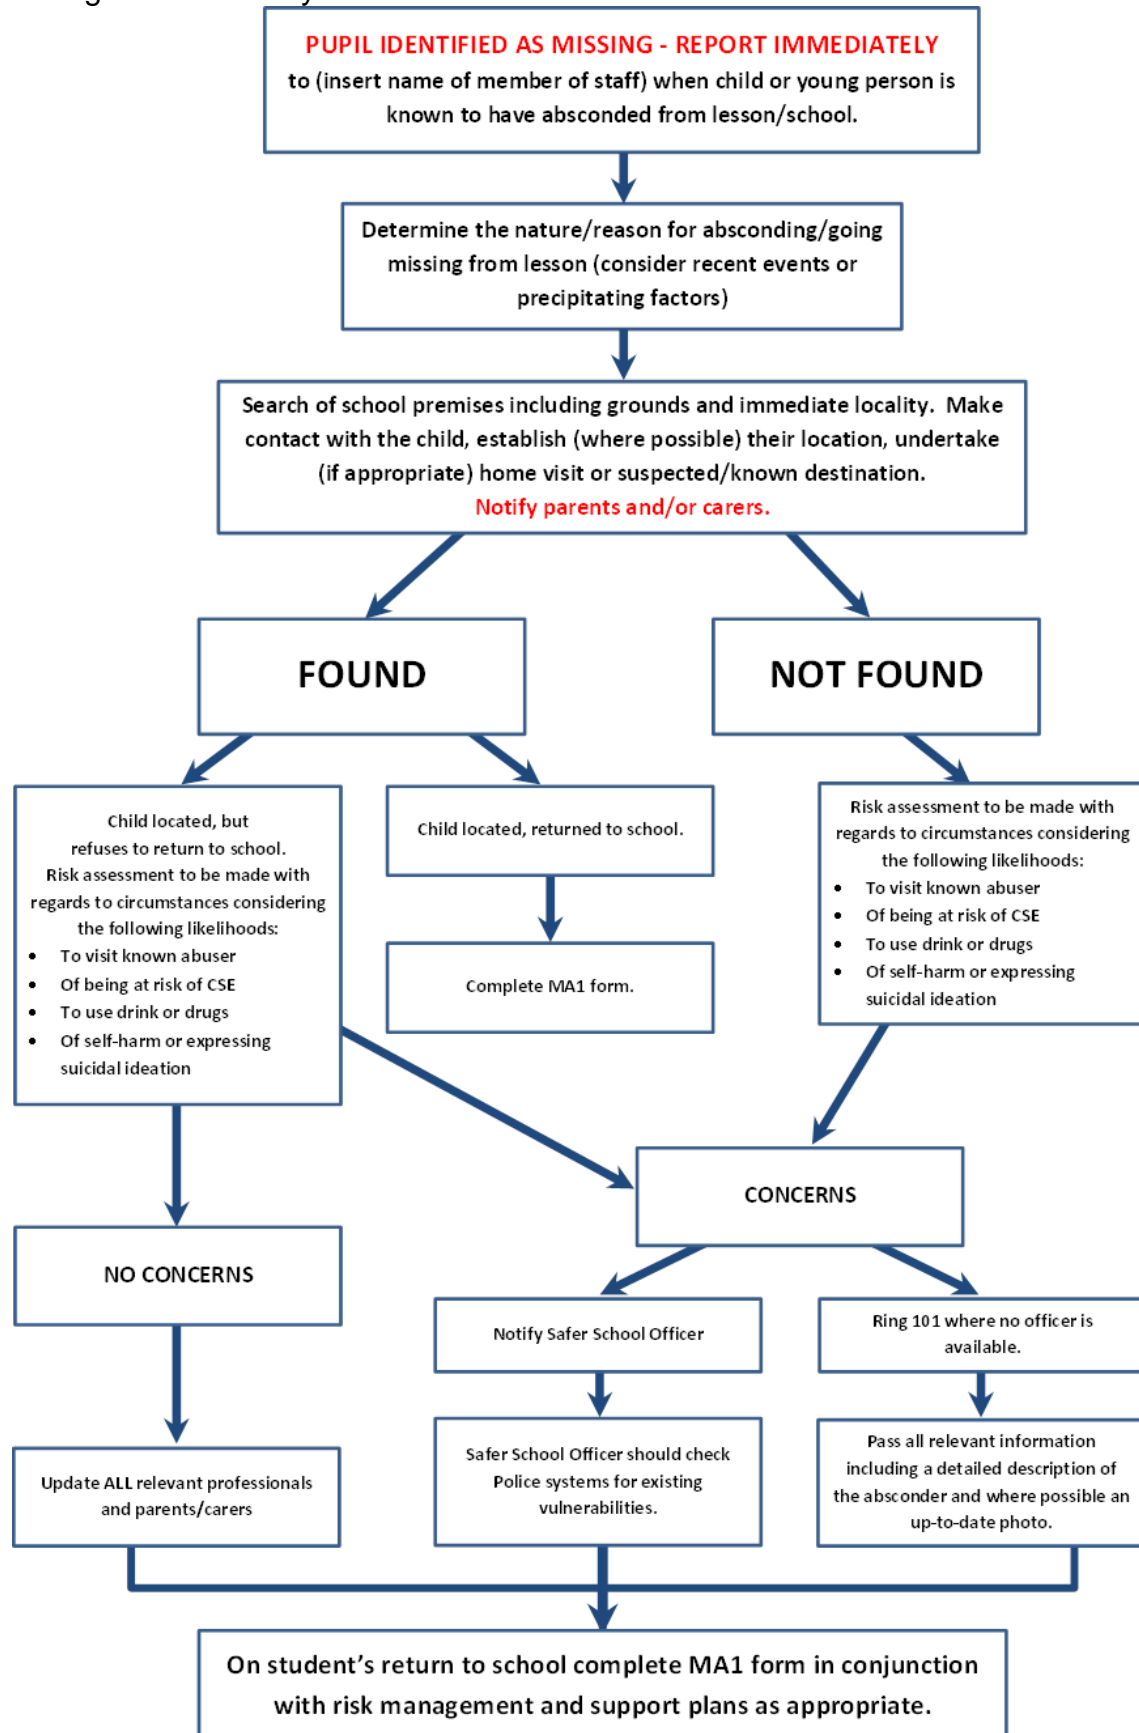 PUPIL IDENTIFIED AS MISSING - REPORT IMMEDIATELY
to (insert name of member of staff) when child or young person is
known to have absconded from lesson/school.
Determine the nature/reason for absconding/going
missing from lesson (consider recent events or
precipitating factors)
Search of school premises including grounds and immediate locality.  Make
contact with the child, establish (where possible) their location, undertake
(if appropriate) home visit or suspected/known destination.
Notify parents and/or carers.
FOUND
NOT FOUND
Child located, but
refuses to return to school.
Risk assessment to be made with
regards to circumstances considering
the following likelihoods:
• To visit known abuser
• Of being at risk of CSE
• To use drink or drugs
• Of self-harm or expressing
suicidal ideation
Child located, returned to school.
Complete MA1 form.
Risk assessment to be made with
regards to circumstances considering
the following likelihoods:
• To visit known abuser
• Of being at risk of CSE
• To use drink or drugs
• Of self-harm or expressing
suicidal ideation
CONCERNS
NO CONCERNS
Notify Safer School Officer
Ring 101 where no officer is
available.
Update ALL relevant professionals
and parents/carers
Safer School Officer should check
Police systems for existing
vulnerabilities.
Pass all relevant information
including a detailed description of
the absconder and where possible an
up-to-date photo.
On student's return to school complete MA1 form in conjunction
with risk management and support plans as appropriate.